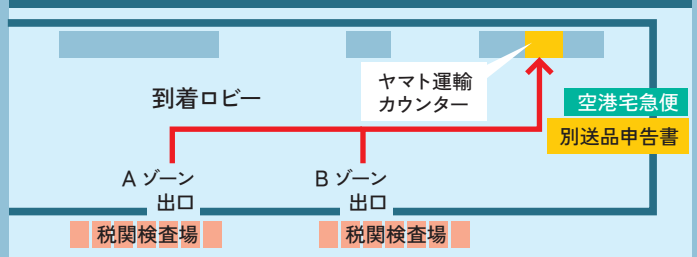 ヤマト運輸
カウンター
到着ロビー
空港宅急便
別送品申告書
A ゾーン
出口
B ゾーン
出口
税関検査場
税関検査場